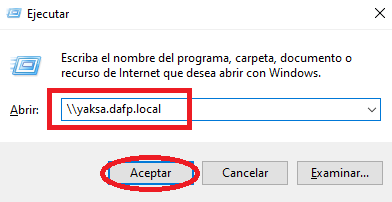 Ejecutar
Escriba el nombre del programa, carpeta, documento o
recurso de Internet que desea abrir con Windows.
Abrir: \\yaksa.dafp.local
Aceptar Cancelar Examinar...